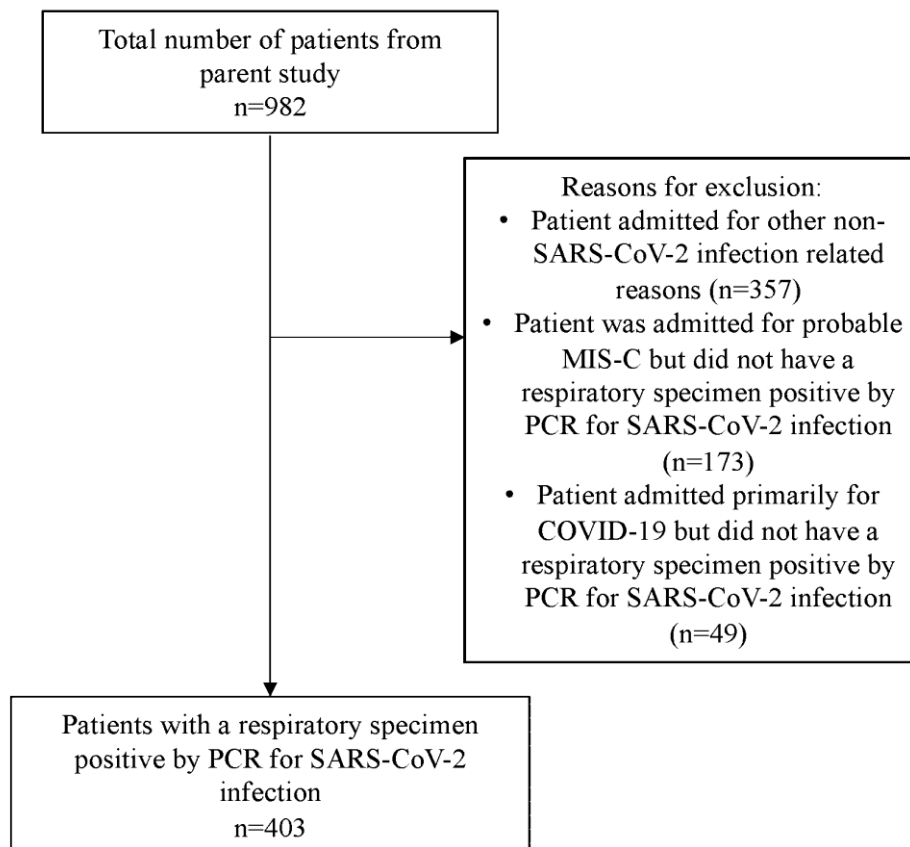 Total number of patients from
parent study
n=982
Reasons for exclusion:
• Patient admitted for other non-
SARS-CoV-2 infection related
reasons (n=357)
• Patient was admitted for probable
MIS-C but did not have a
respiratory specimen positive by
PCR for SARS-CoV-2 infection
(n=173)
• Patient admitted primarily for
COVID-19 but did not have a
respiratory specimen positive by
PCR for SARS-CoV-2 infection
(n=49)
Patients with a respiratory specimen
positive by PCR for SARS-CoV-2
infection
n=403